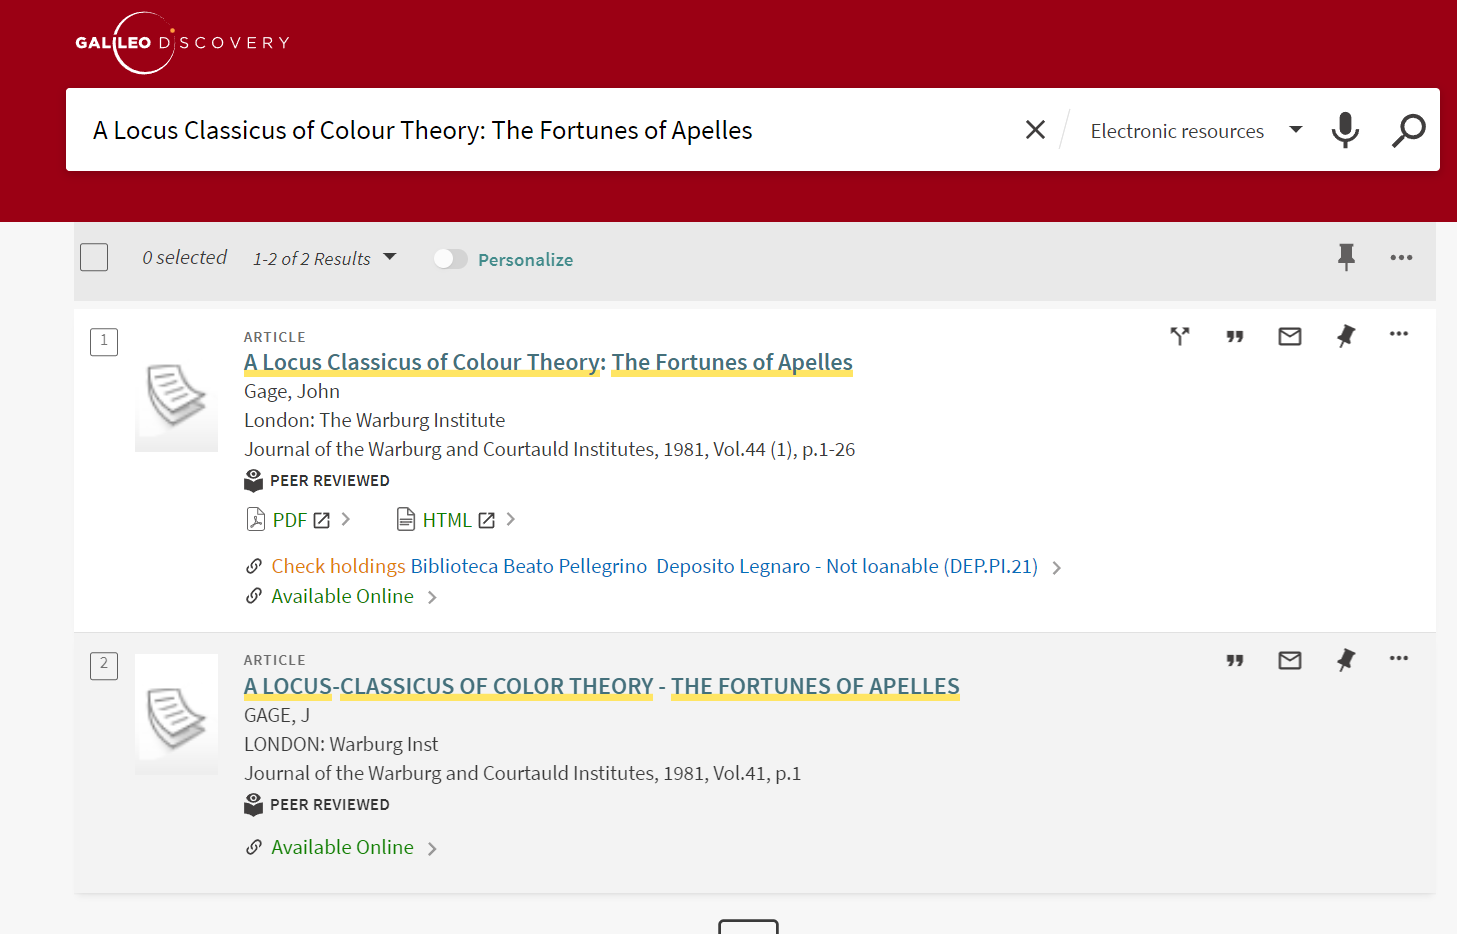 GALILEO DISCOVERY
A Locus Classicus of Colour Theory: The Fortunes of Apelles
Electronic resources
0 selected 1-2 of 2 Results Personalize
1
ARTICLE
A Locus Classicus of Colour Theory: The Fortunes of Apelles
Gage, John
London: The Warburg Institute
Journal of the Warburg and Courtauld Institutes, 1981, Vol.44 (1), p.1-26
PEER REVIEWED
PDF HTML
Check holdings Biblioteca Beato Pellegrino Deposito Legnaro - Not loanable (DEP.PI.21)
Available Online
2
ARTICLE
A LOCUS-CLASSICUS OF COLOR THEORY - THE FORTUNES OF APELLES
GAGE, J
LONDON: Warburg Inst
Journal of the Warburg and Courtauld Institutes, 1981, Vol.41, p.1
PEER REVIEWED
Available Online